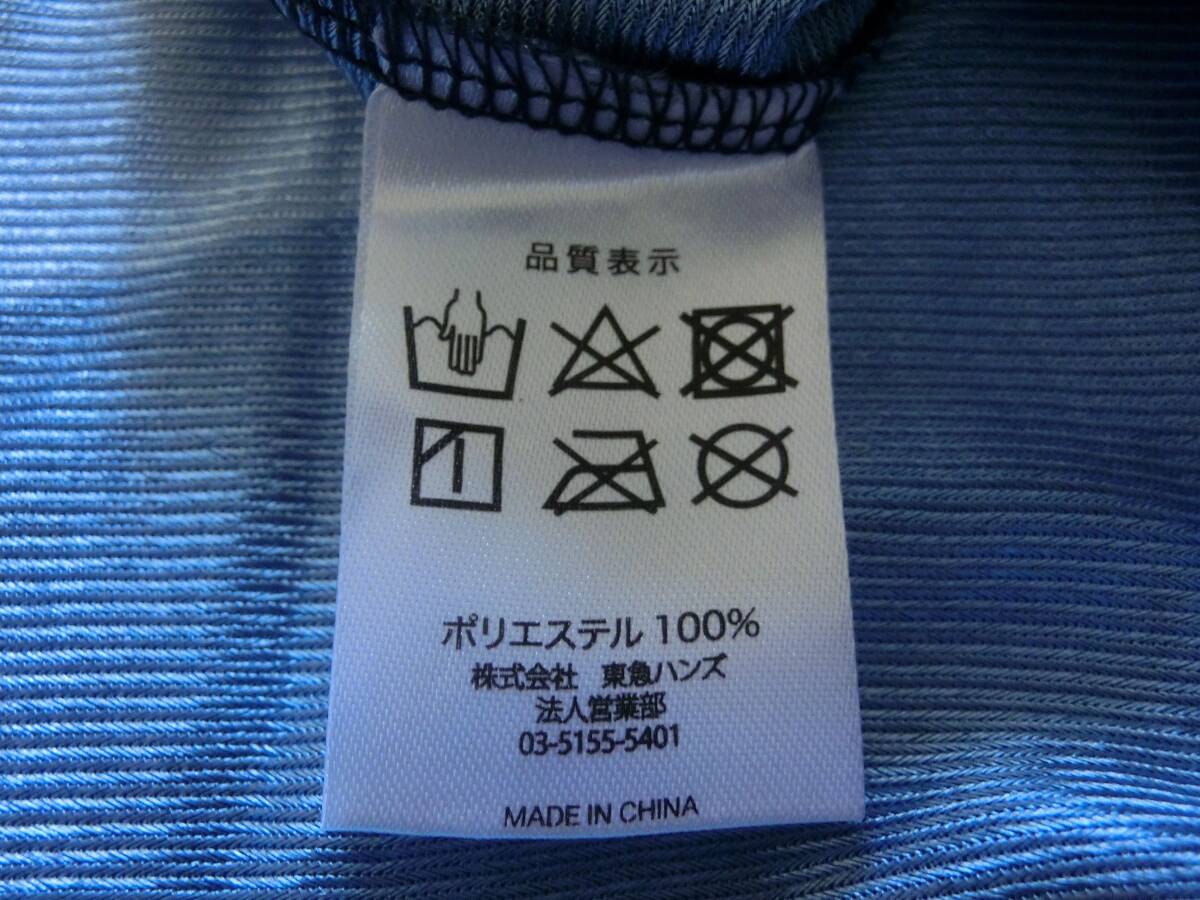 品質表示
ポリエステル 100%
株式会社 東急ハンズ
法人営業部
03-5155-5401
MADE IN CHINA